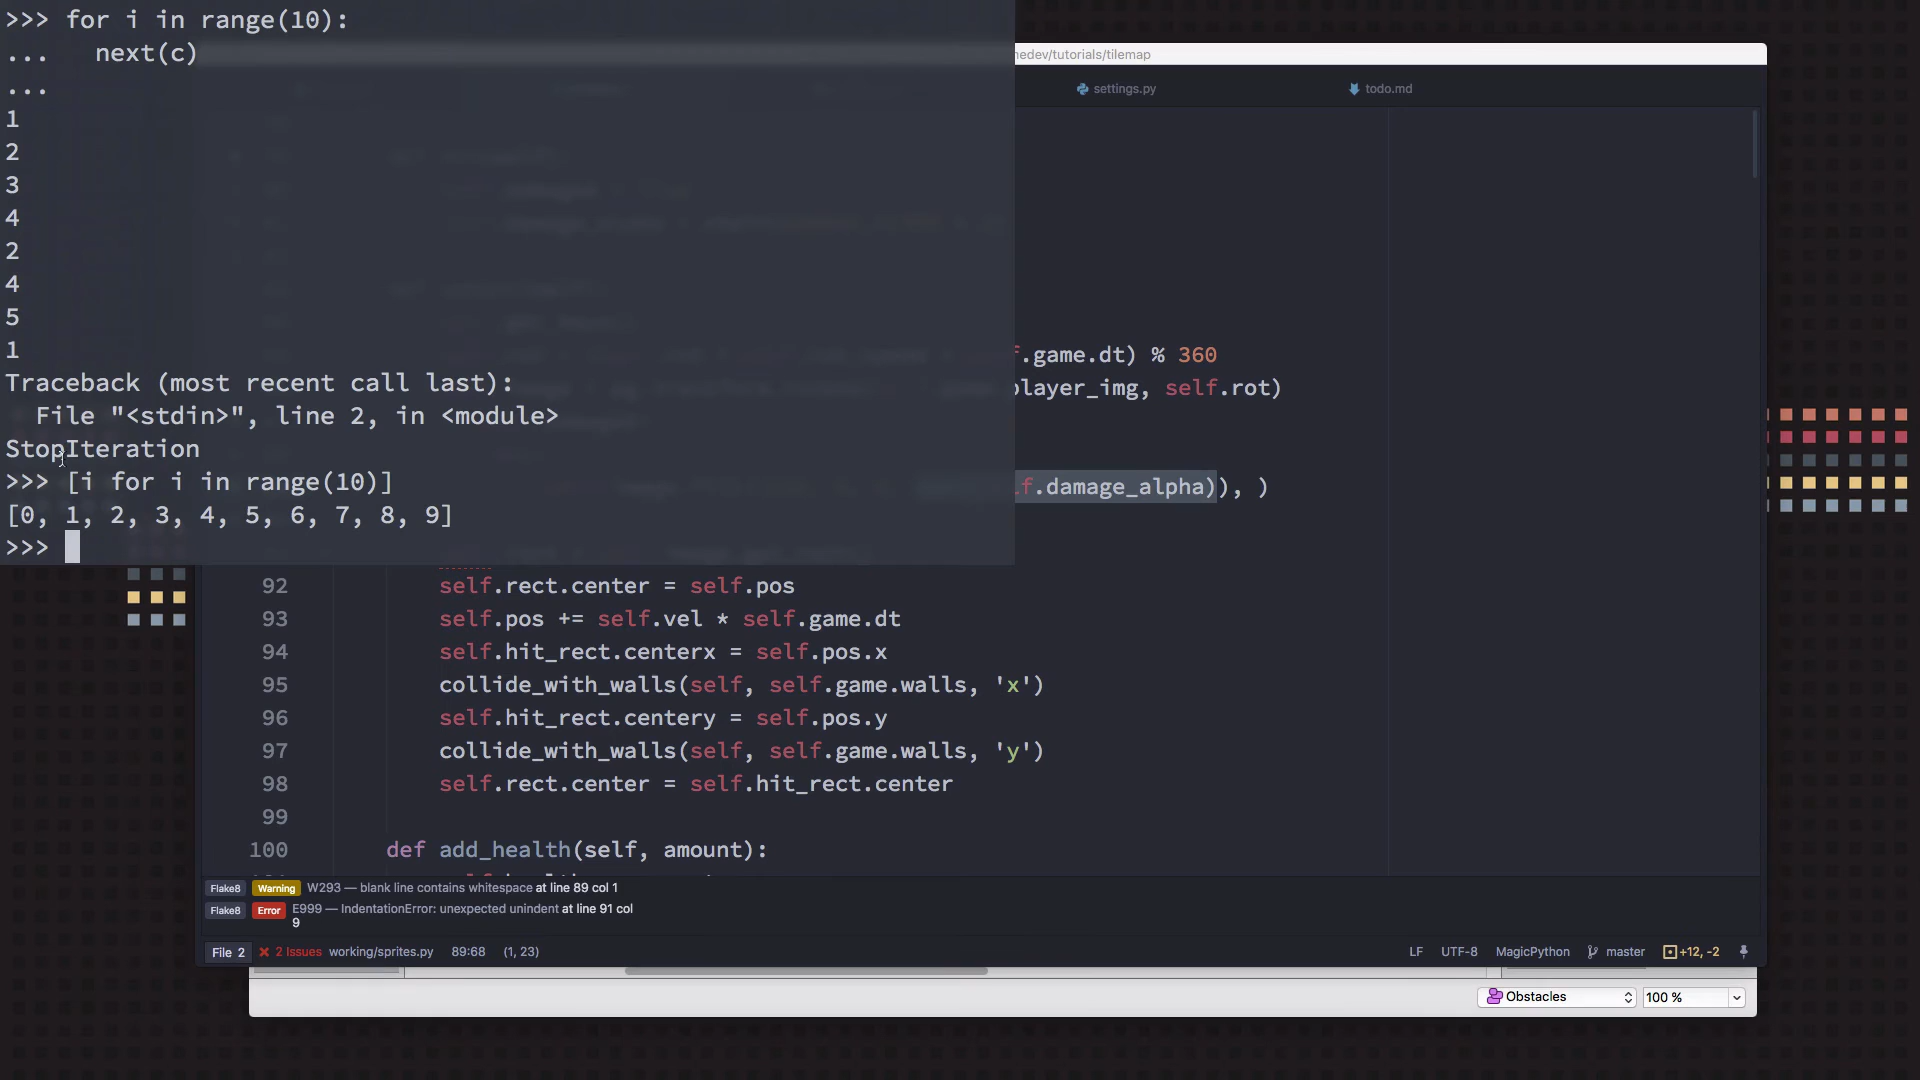 >>> for i in range(10):
...   next(c)
...
1
2
3
4
2
4
5
1
Traceback (most recent call last):
  File "<stdin>", line 2, in <module>
StopIteration
>>> [i for i in range(10)]
[0, 1, 2, 3, 4, 5, 6, 7, 8, 9]
>>>
medev/tutorials/tilemap
settings.py
todo.md
.game.dt) % 360
player_img, self.rot)
f.damage_alpha)), )
92 self.rect.center = self.pos
93 self.pos += self.vel * self.game.dt
94 self.hit_rect.centerx = self.pos.x
95 collide_with_walls(self, self.game.walls, 'x')
96 self.hit_rect.centery = self.pos.y
97 collide_with_walls(self, self.game.walls, 'y')
98 self.rect.center = self.hit_rect.center
99
100 def add_health(self, amount):
Flake8 Warning W293 — blank line contains whitespace at line 89 col 1
Flake8 Error E999 — IndentationError: unexpected unindent at line 91 col
9
File 2 2 Issues working/sprites.py 89:68 (1, 23) LF UTF-8 MagicPython master +12, -2
Obstacles 100 %